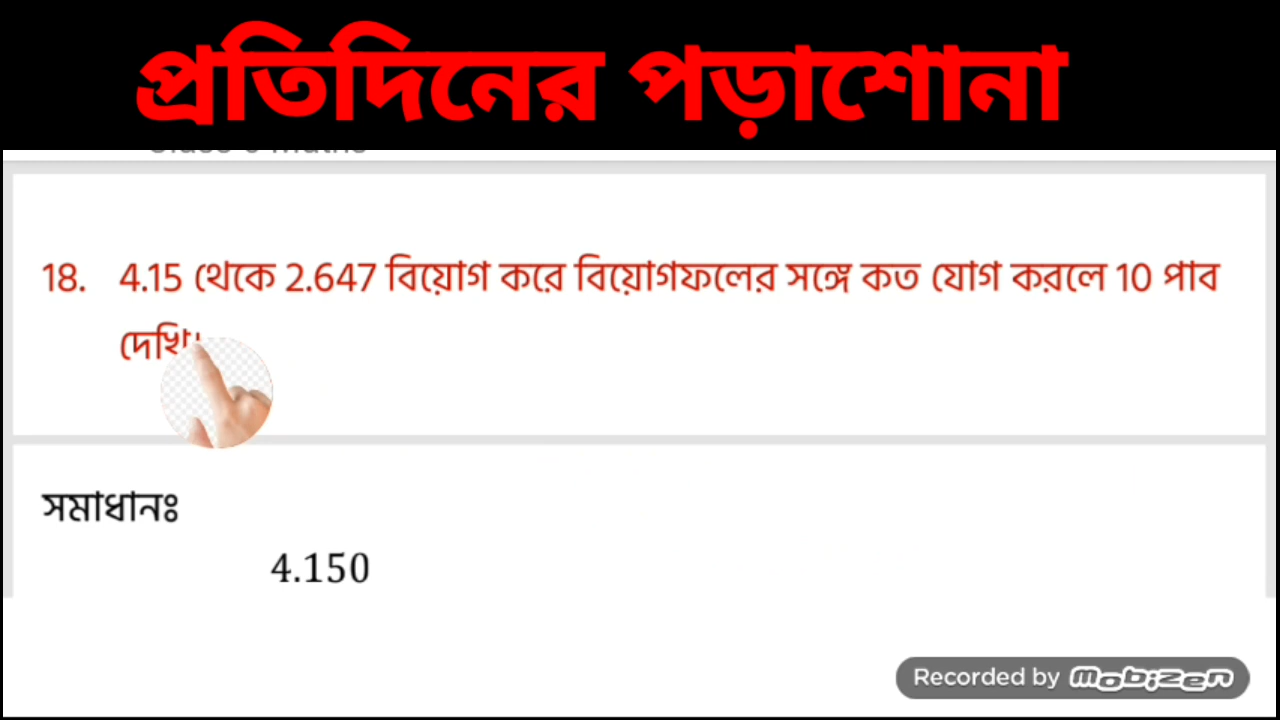 প্রতিদিনের পড়াশোনা
18. 4.15 থেকে 2.647 বিয়োগ করে বিয়োগফলের সঙ্গে কত যোগ করলে 10 পাব
দেখি।
সমাধানঃ
4.150
Recorded by Mobizen